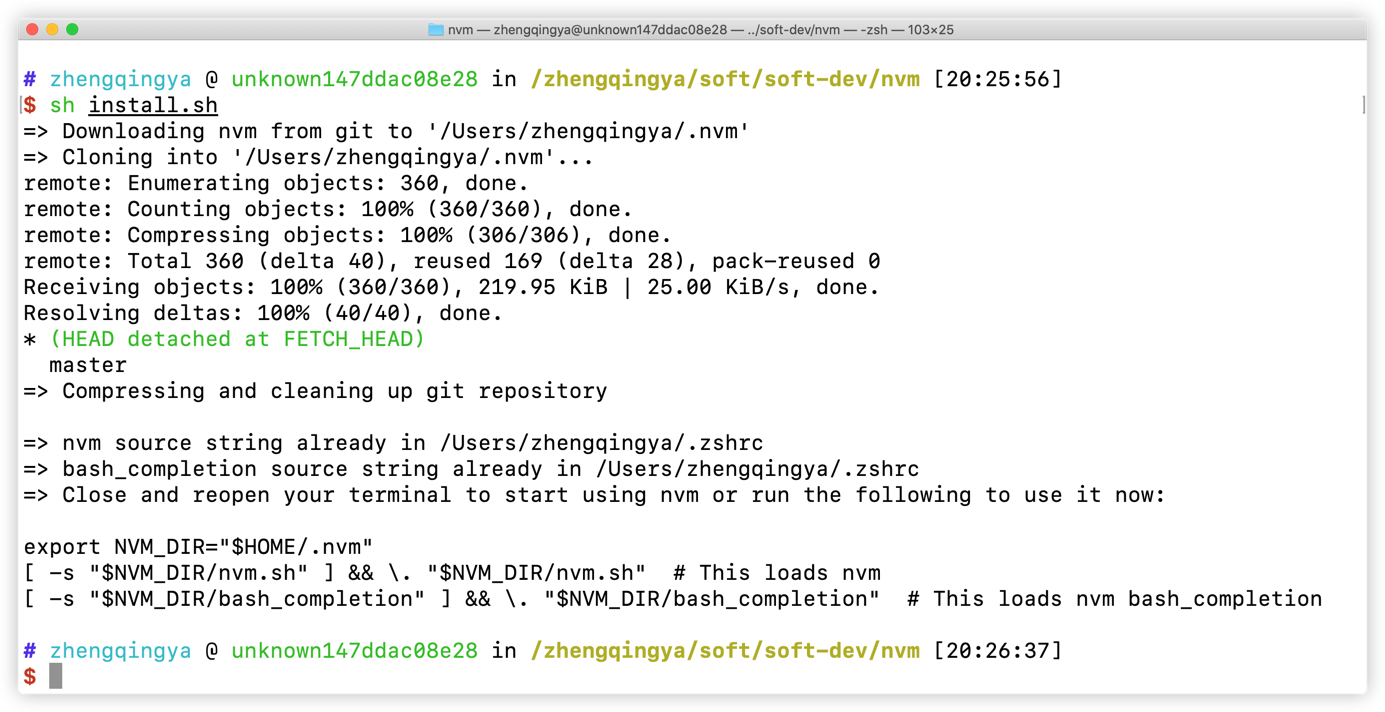 nvm — zhengqingya@unknown147ddac08e28 — ../soft-dev/nvm — -zsh — 103×25
# zhengqingya @ unknown147ddac08e28 in /zhengqingya/soft/soft-dev/nvm [20:25:56]
$ sh install.sh
=> Downloading nvm from git to '/Users/zhengqingya/.nvm'
=> Cloning into '/Users/zhengqingya/.nvm'...
remote: Enumerating objects: 360, done.
remote: Counting objects: 100% (360/360), done.
remote: Compressing objects: 100% (306/306), done.
remote: Total 360 (delta 40), reused 169 (delta 28), pack-reused 0
Receiving objects: 100% (360/360), 219.95 KiB | 25.00 KiB/s, done.
Resolving deltas: 100% (40/40), done.
* (HEAD detached at FETCH_HEAD)
  master
=> Compressing and cleaning up git repository
=> nvm source string already in /Users/zhengqingya/.zshrc
=> bash_completion source string already in /Users/zhengqingya/.zshrc
=> Close and reopen your terminal to start using nvm or run the following to use it now:
export NVM_DIR="$HOME/.nvm"
[ -s "$NVM_DIR/nvm.sh" ] && \. "$NVM_DIR/nvm.sh"  # This loads nvm
[ -s "$NVM_DIR/bash_completion" ] && \. "$NVM_DIR/bash_completion"  # This loads nvm bash_completion
# zhengqingya @ unknown147ddac08e28 in /zhengqingya/soft/soft-dev/nvm [20:26:37]
$